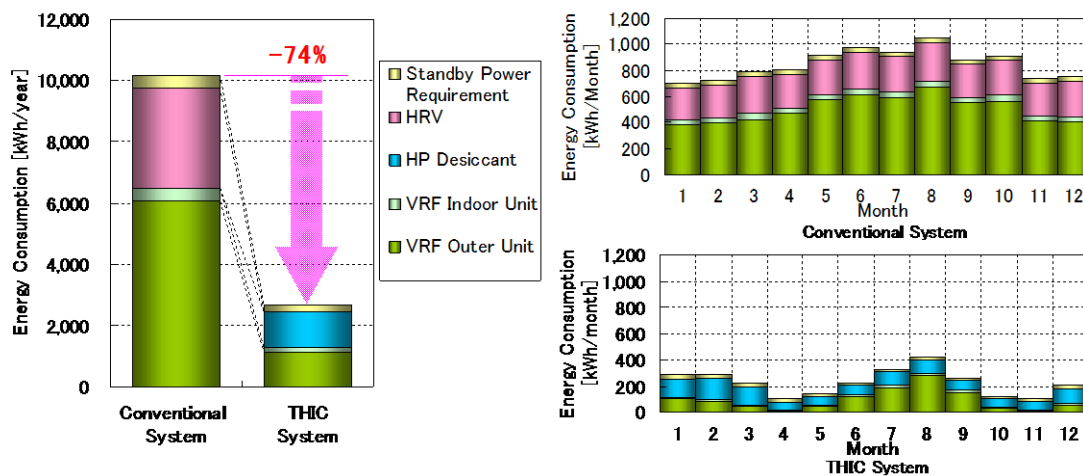 12,000
10,000
8,000
6,000
4,000
2,000
0
Energy Consumption [kWh/year]
-74%
Conventional
System
THIC
System
Standby Power
Requirement
HRV
HP Desiccant
VRF Indoor Unit
VRF Outer Unit
1,200
1,000
800
600
400
200
0
Energy Consumption
[kWh/Month]
1 2 3 4 5 6 7 8 9 10 11 12
Month
Conventional System
1,200
1,000
800
600
400
200
0
Energy Consumption
[kWh/month]
1 2 3 4 5 6 7 8 9 10 11 12
Month
THIC System